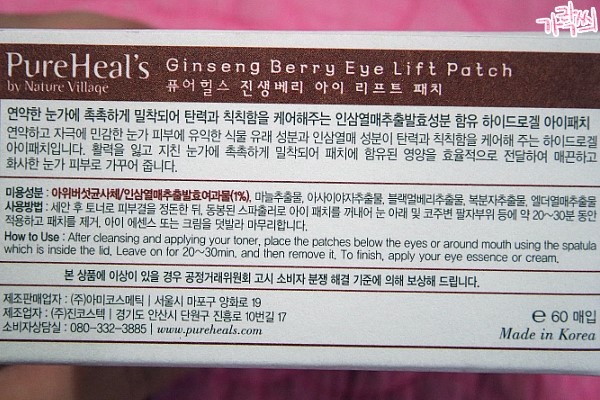 기락씨
PureHeal's
by Nature Village
Ginseng Berry Eye Lift Patch
퓨어힐스 진생베리 아이 리프트 패치
연약한 눈가에 촉촉하게 밀착되어 탄력과 칙칙함을 케어해주는 인삼열매추출발효성분 함유 하이드로겔 아이패치
연약하고 자극에 민감한 눈가 피부에 유익한 식물 유래 성분과 인삼열매 성분이 탄력과 칙칙함을 케어해 주는 하이드로겔
아이패치입니다. 활력을 잃고 지친 눈가에 촉촉하게 밀착되어 패치에 함유된 영양을 효율적으로 전달하여 매끈하고
화사한 눈가 피부로 가꾸어 줍니다.
미용성분 : 아위버섯균사체/인삼열매추출발효여과물(1%), 마늘추출물, 아사이야자추출물, 블랙멀베리추출물, 복분자추출물, 엘더열매추출물
사용방법 : 세안 후 토너로 피부결을 정돈한 뒤, 동봉된 스파출러로 아이 패치를 꺼내어 눈 아래 및 코주변 팔자부위 등에 약 20~30분 동안
적용하고 패치를 제거, 아이 에센스 또는 크림을 덧발라 마무리합니다.
How to Use : After cleansing and applying your toner, place the patches below the eyes or around mouth using the spatula
which is inside the lid. Leave on for 20~30min, and then remove it. To finish, apply your eye essence or cream.
본 상품에 이상이 있을 경우 공정거래위원회 고시 소비자 분쟁 해결 기준에 의해 보상해 드립니다.
제조판매업자 : (주)아미코스메틱 | 서울시 마포구 양화로 19
제조업자 : (주)진코스텍 | 경기도 안산시 단원구 진흥로 10번길 17
소비자상담실 : 080-332-3885 | www.pureheals.com
℮ 60 매입
Made in Korea